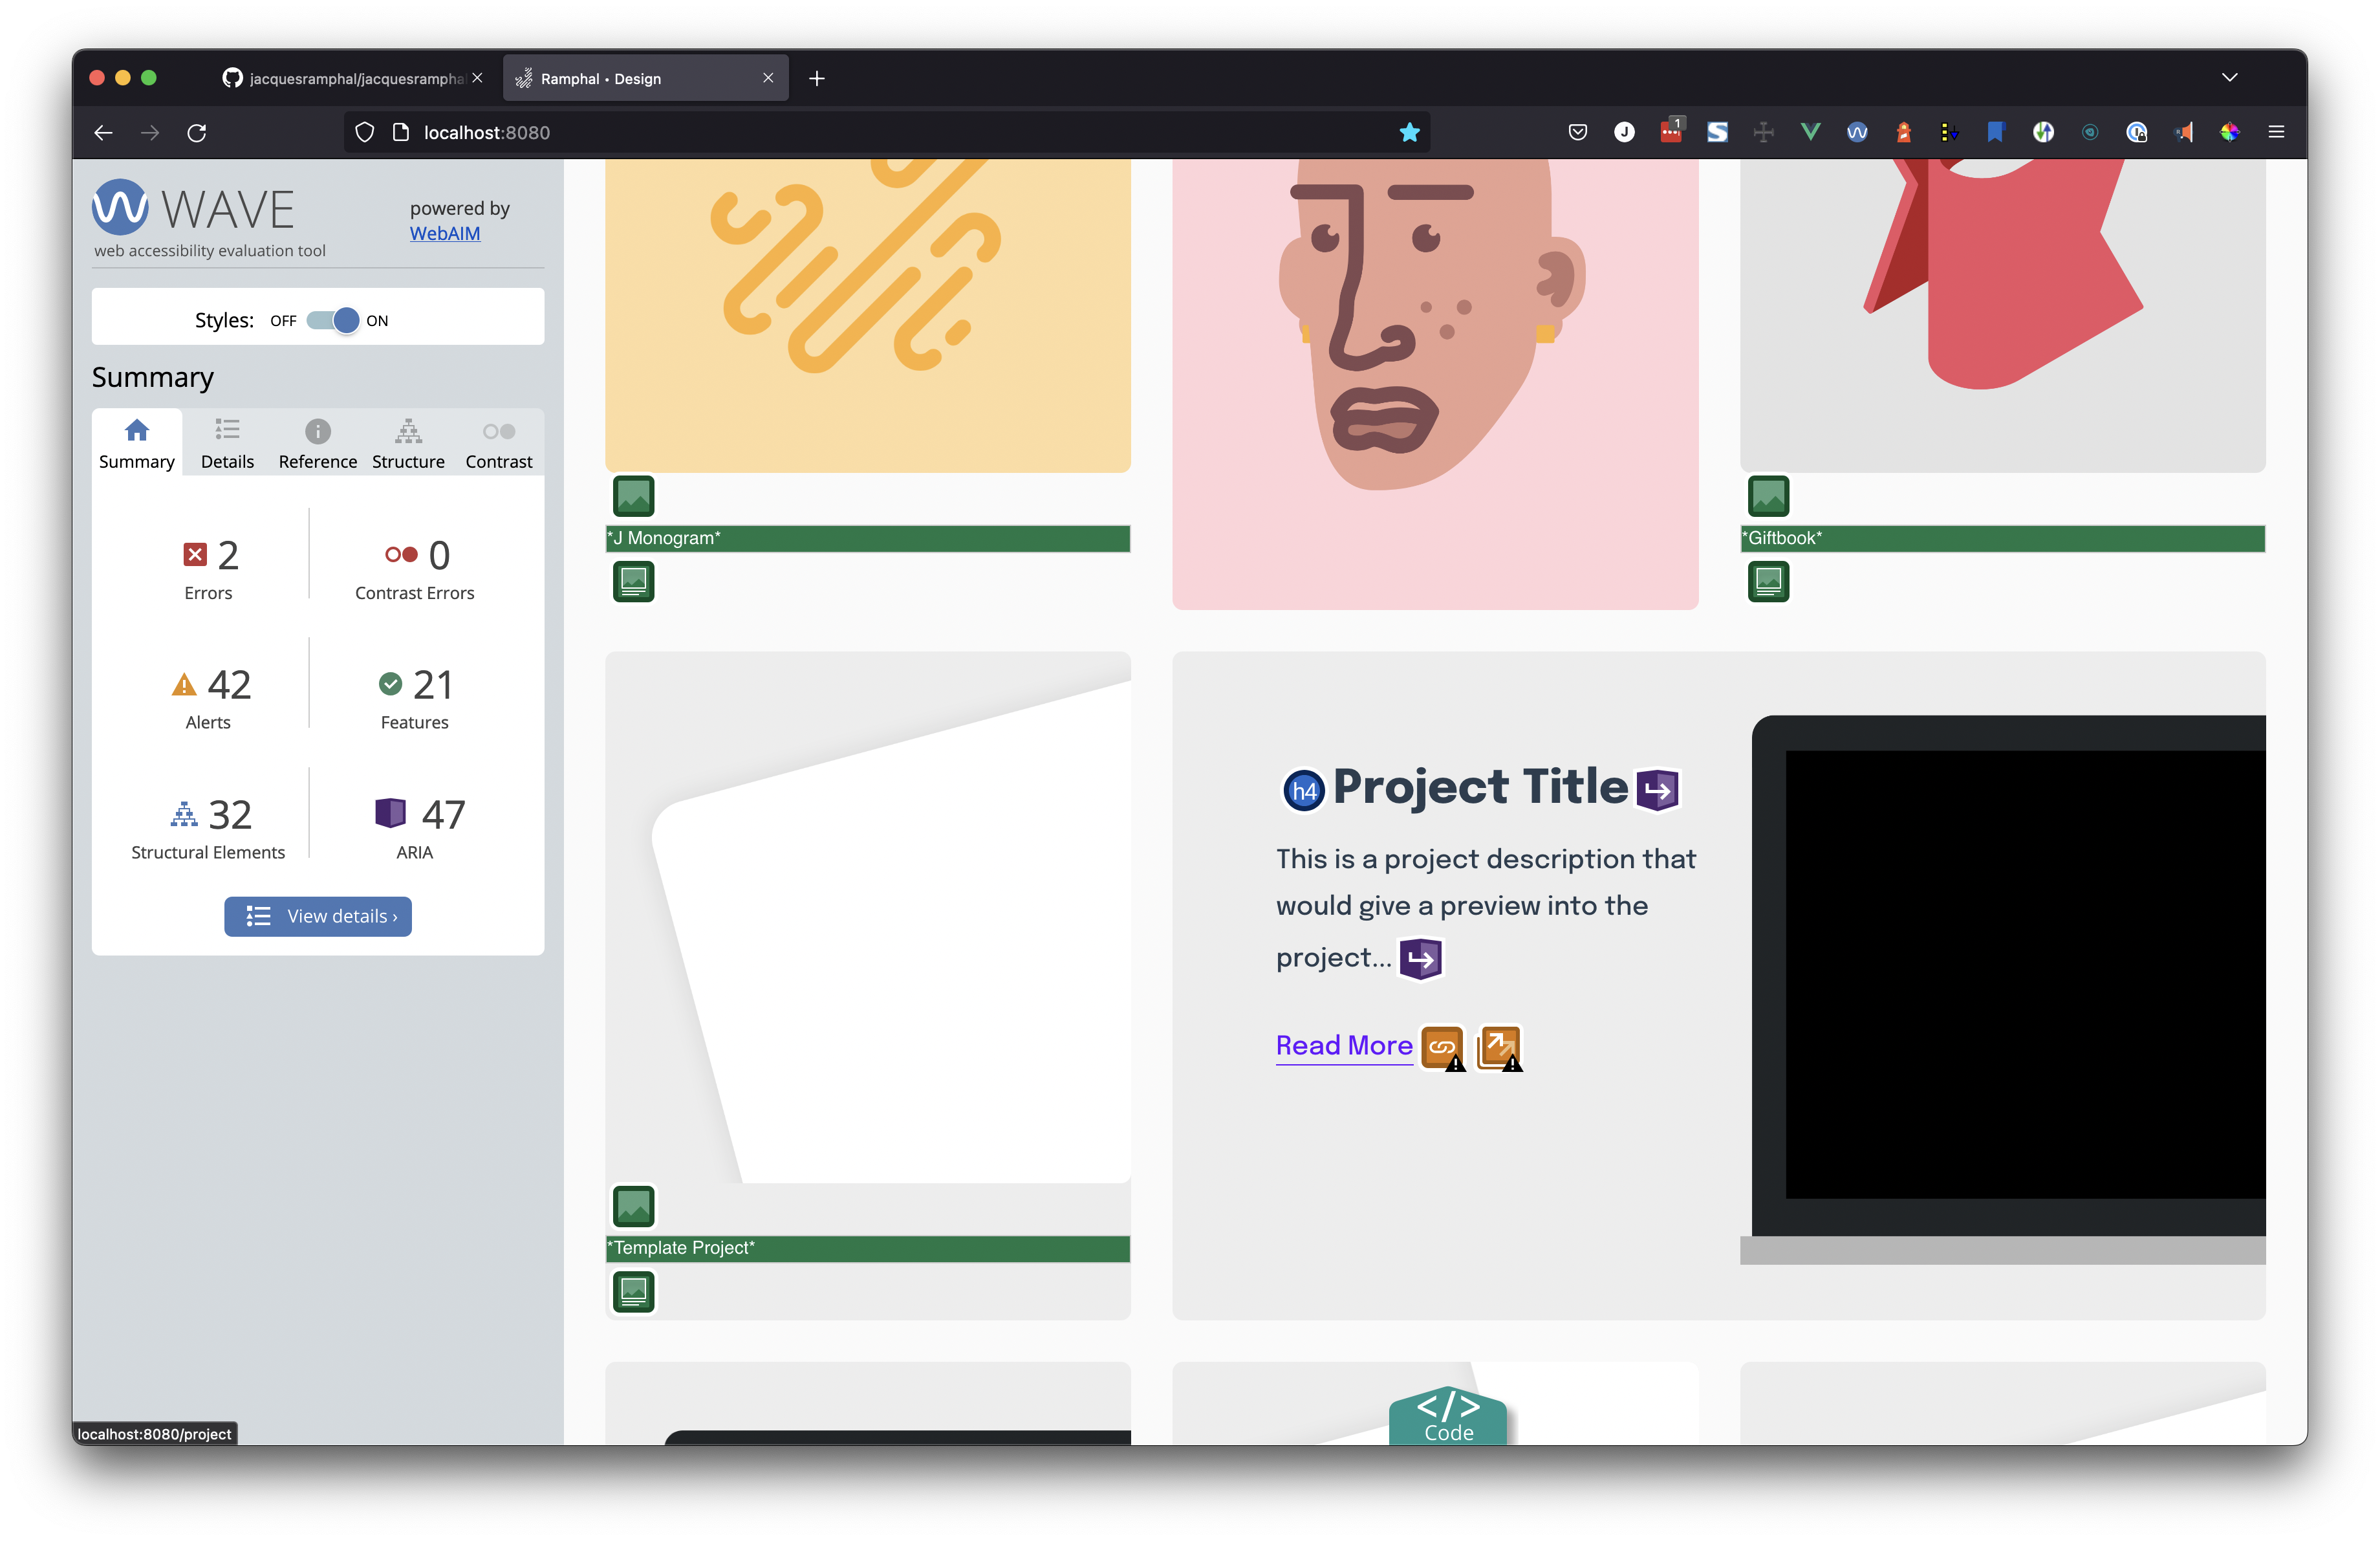 jacquesramphal/jacquesrampha
Ramphal • Design
localhost:8080
J
1
WAVE
powered by
WebAIM
web accessibility evaluation tool
Styles: OFF ON
Summary
Summary Details Reference Structure Contrast
2 0
Errors Contrast Errors
42 21
Alerts Features
32 47
Structural Elements ARIA
View details ›
*J Monogram*
*Giftbook*
h4 Project Title
This is a project description that
would give a preview into the
project...
Read More
*Template Project*
</>
Code
localhost:8080/project